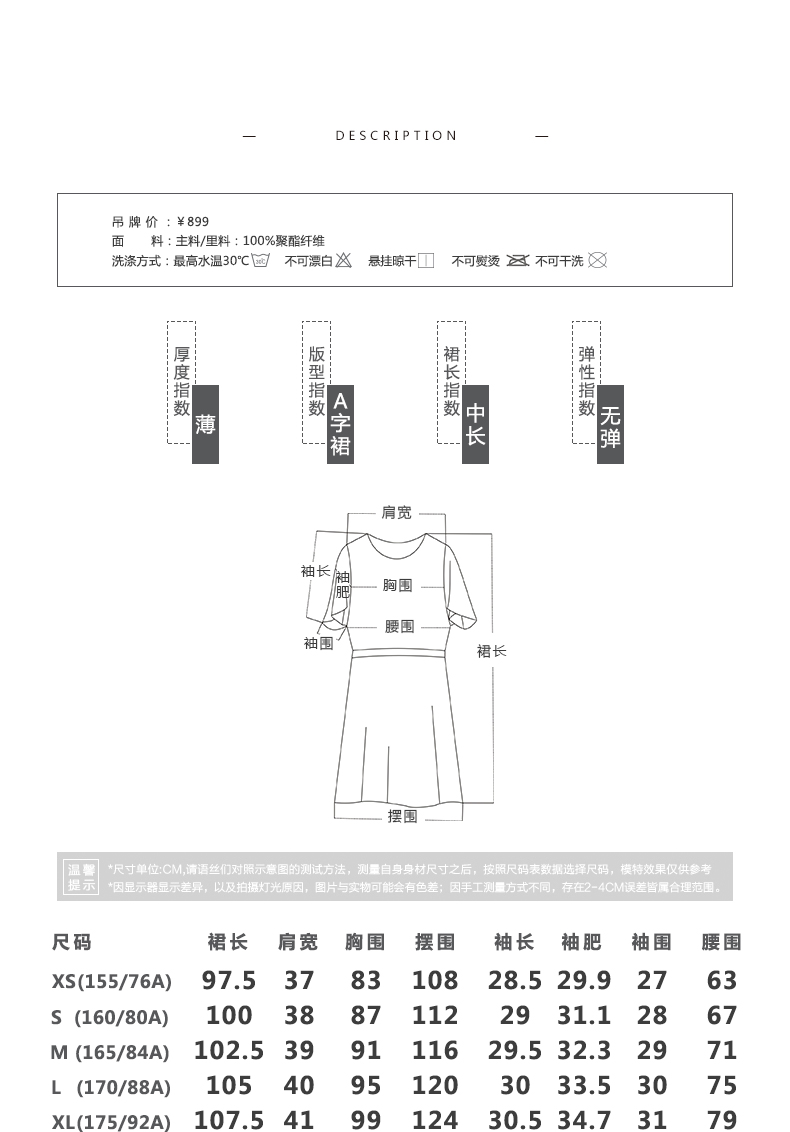 — DESCRIPTION —
吊牌价：¥899
面 料：主料/里料：100%聚酯纤维
洗涤方式：最高水温30℃ 30℃ 不可漂白 悬挂晾干 不可熨烫 不可干洗
厚度指数 薄
版型指数 A字裙
裙长指数 中长
弹性指数 无弹
肩宽
袖长
袖肥
胸围
腰围
袖围
裙长
摆围
温馨提示
*尺寸单位:CM,请语丝们对照示意图的测试方法，测量自身身材尺寸之后，按照尺码表数据选择尺码，模特效果仅供参考
*因显示器显示差异，以及拍摄灯光原因，图片与实物可能会有色差；因手工测量方式不同，存在2-4CM误差皆属合理范围。
尺码 裙长 肩宽 胸围 摆围 袖长 袖肥 袖围 腰围
XS(155/76A) 97.5 37 83 108 28.5 29.9 27 63
S (160/80A) 100 38 87 112 29 31.1 28 67
M (165/84A) 102.5 39 91 116 29.5 32.3 29 71
L (170/88A) 105 40 95 120 30 33.5 30 75
XL(175/92A) 107.5 41 99 124 30.5 34.7 31 79